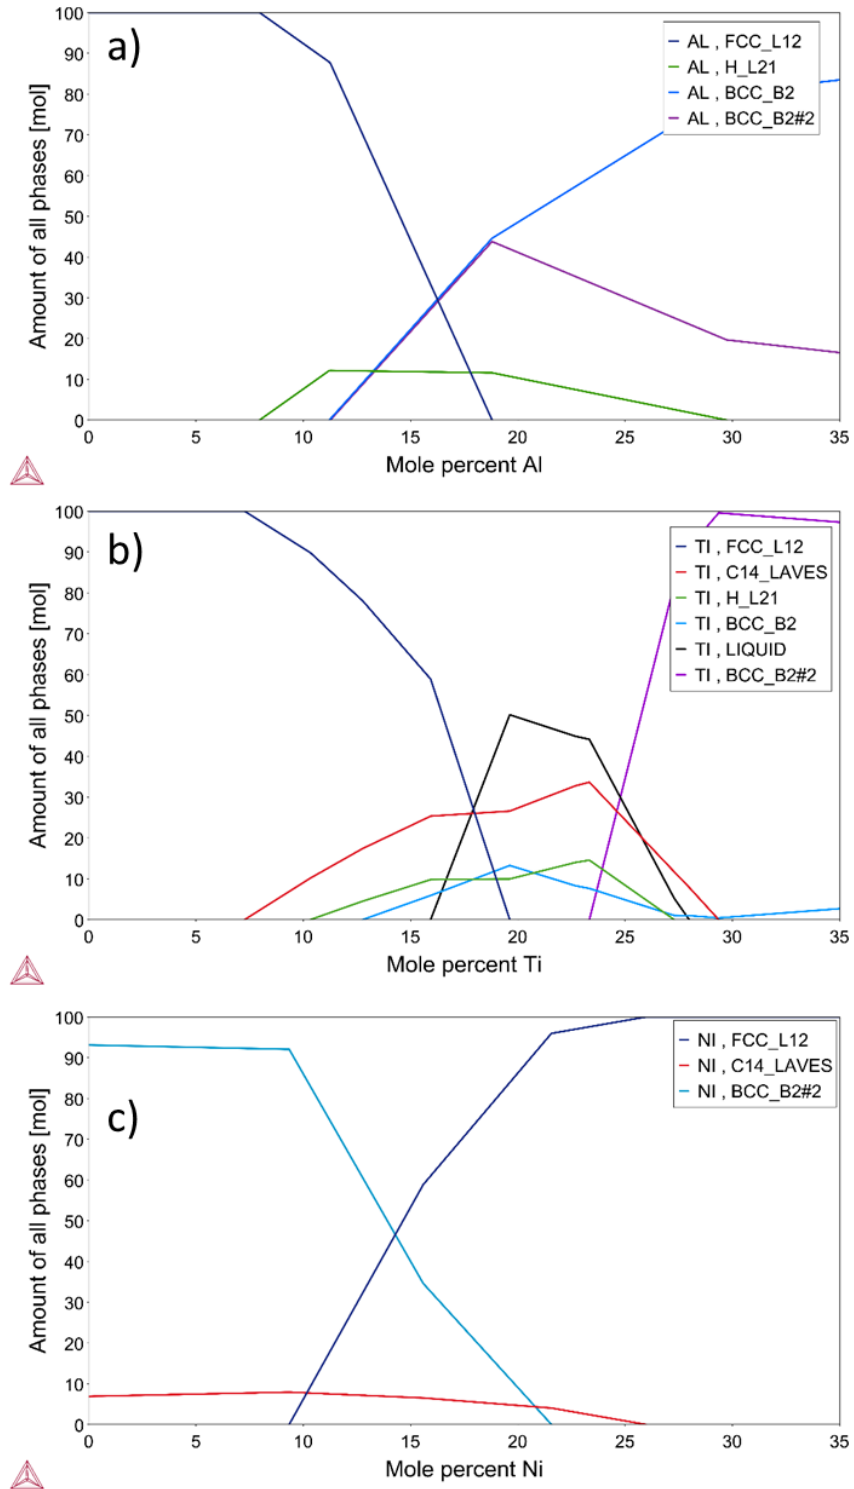 a)
AL , FCC_L12
AL , H_L21
AL , BCC_B2
AL , BCC_B2#2
Amount of all phases [mol]
100
90
80
70
60
50
40
30
20
10
0
0 5 10 15 20 25 30 35
Mole percent Al
b)
TI , FCC_L12
TI , C14_LAVES
TI , H_L21
TI , BCC_B2
TI , LIQUID
TI , BCC_B2#2
Amount of all phases [mol]
100
90
80
70
60
50
40
30
20
10
0
0 5 10 15 20 25 30 35
Mole percent Ti
c)
NI , FCC_L12
NI , C14_LAVES
NI , BCC_B2#2
Amount of all phases [mol]
100
90
80
70
60
50
40
30
20
10
0
0 5 10 15 20 25 30 35
Mole percent Ni